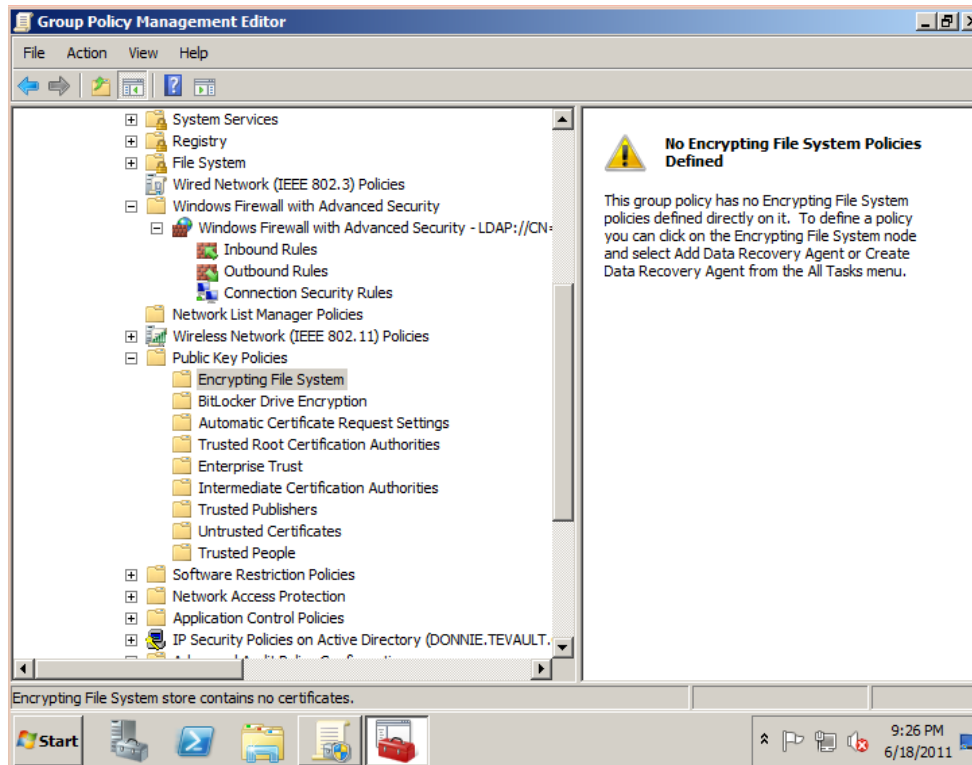 Group Policy Management Editor
File Action View Help
System Services
Registry
File System
Wired Network (IEEE 802.3) Policies
Windows Firewall with Advanced Security
Windows Firewall with Advanced Security - LDAP://CN=
Inbound Rules
Outbound Rules
Connection Security Rules
Network List Manager Policies
Wireless Network (IEEE 802.11) Policies
Public Key Policies
Encrypting File System
BitLocker Drive Encryption
Automatic Certificate Request Settings
Trusted Root Certification Authorities
Enterprise Trust
Intermediate Certification Authorities
Trusted Publishers
Untrusted Certificates
Trusted People
Software Restriction Policies
Network Access Protection
Application Control Policies
IP Security Policies on Active Directory (DONNIE.TEVAULT.
No Encrypting File System Policies
Defined
This group policy has no Encrypting File System
policies defined directly on it. To define a policy
you can click on the Encrypting File System node
and select Add Data Recovery Agent or Create
Data Recovery Agent from the All Tasks menu.
Encrypting File System store contains no certificates.
Start
9:26 PM
6/18/2011